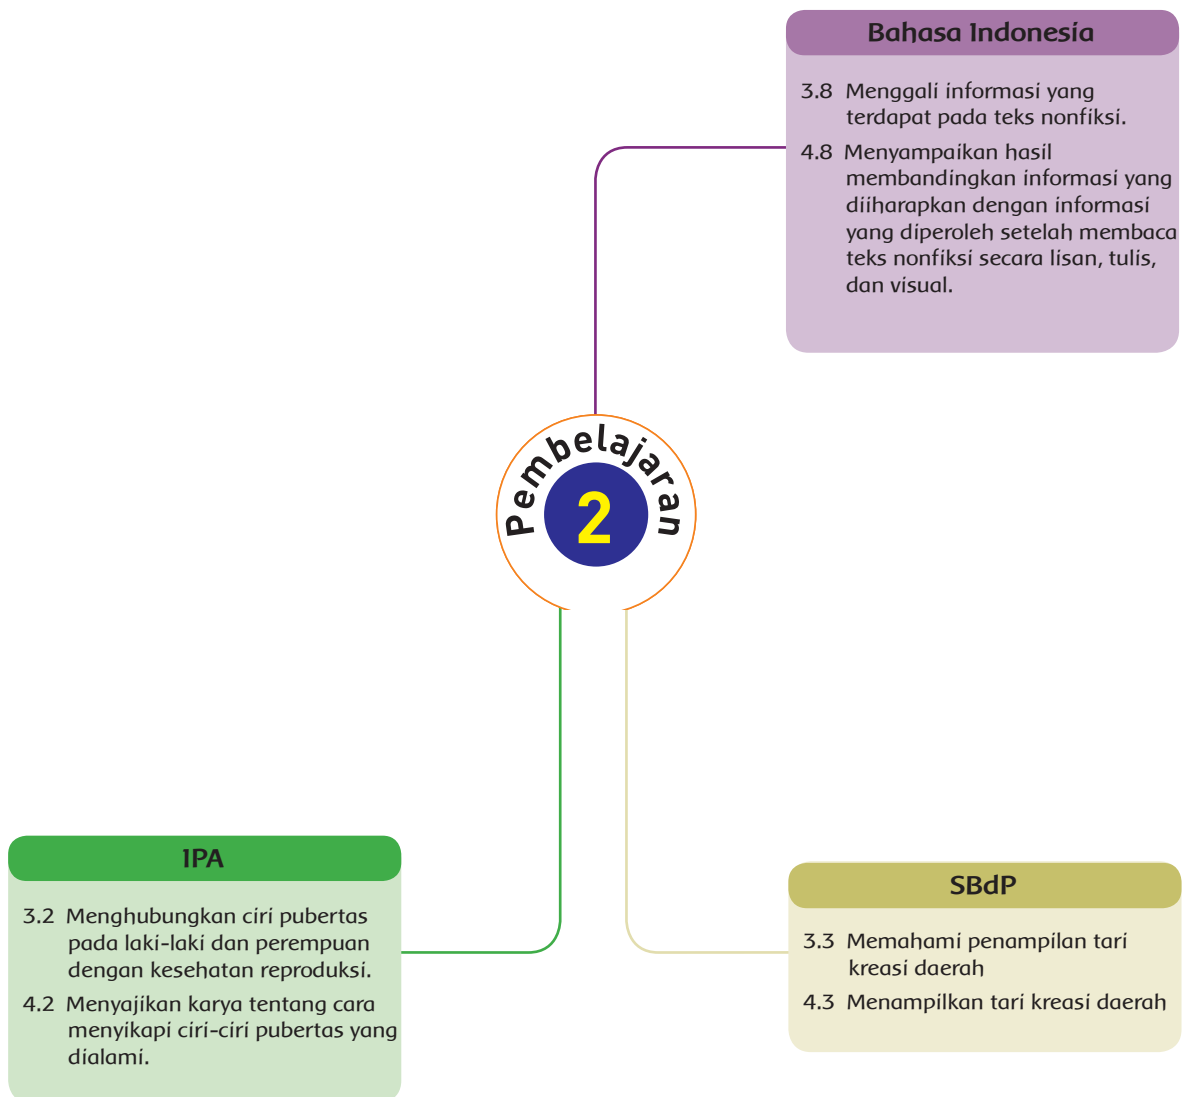 Bahasa Indonesia
3.8 Menggali informasi yang
terdapat pada teks nonfiksi.
4.8 Menyampaikan hasil
membandingkan informasi yang
diiharapkan dengan informasi
yang diperoleh setelah membaca
teks nonfiksi secara lisan, tulis,
dan visual.
Pembelajaran
2
IPA
3.2 Menghubungkan ciri pubertas
pada laki-laki dan perempuan
dengan kesehatan reproduksi.
4.2 Menyajikan karya tentang cara
menyikapi ciri-ciri pubertas yang
dialami.
SBdP
3.3 Memahami penampilan tari
kreasi daerah
4.3 Menampilkan tari kreasi daerah